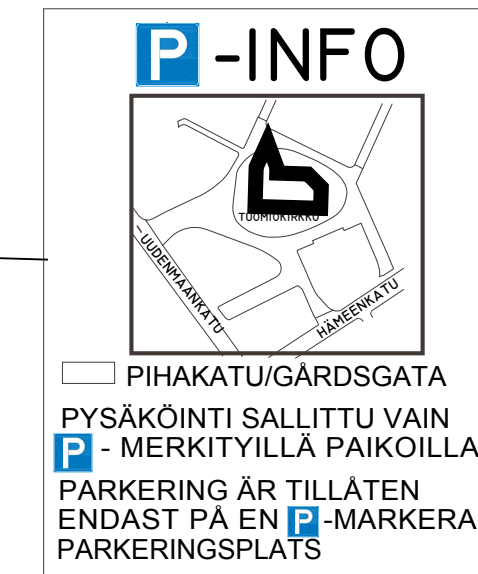 P -INFO
TUOMIOKIRKKO
-UUDENMAANKATU
HÄMEENKATU
PIHAKATU/GÅRDSGATA
PYSÄKÖINTI SALLITTU VAIN
P - MERKITYILLÄ PAIKOILLA
PARKERING ÄR TILLÅTEN
ENDAST PÅ EN P -MARKERA
PARKERINGSPLATS